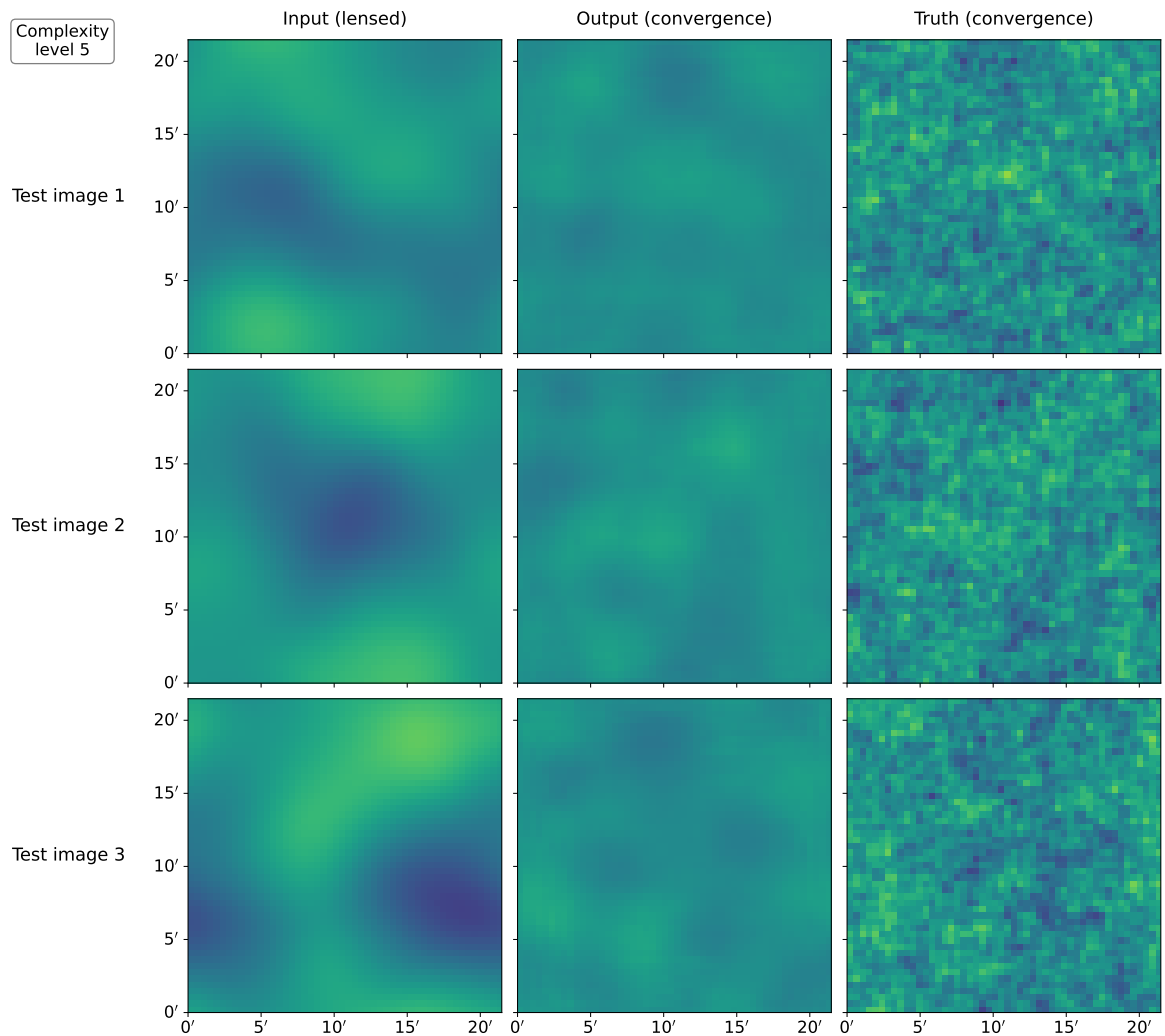 Complexity
level 5
Input (lensed)
Output (convergence)
Truth (convergence)
Test image 1
20′
15′
10′
5′
0′
Test image 2
20′
15′
10′
5′
0′
Test image 3
20′
15′
10′
5′
0′
0′ 5′ 10′ 15′ 20′ 0′ 5′ 10′ 15′ 20′ 0′ 5′ 10′ 15′ 20′